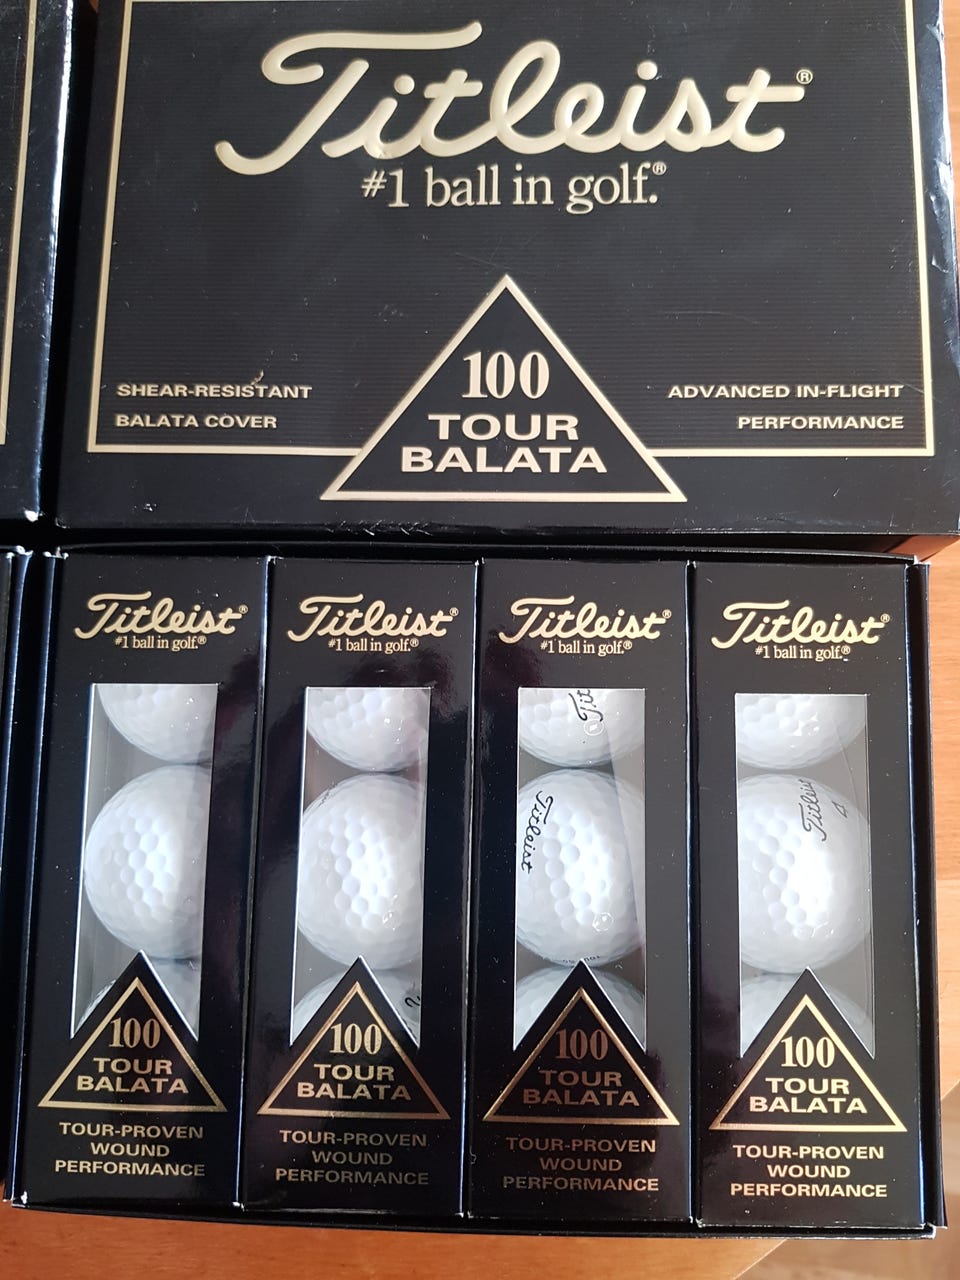 Titleist®
#1 ball in golf.®
SHEAR-RESISTANT
BALATA COVER
100
TOUR
BALATA
ADVANCED IN-FLIGHT
PERFORMANCE
Titleist®
#1 ball in golf.®
100
TOUR
BALATA
TOUR-PROVEN
WOUND
PERFORMANCE
Titleist®
#1 ball in golf.®
100
TOUR
BALATA
TOUR-PROVEN
WOUND
PERFORMANCE
Titleist®
#1 ball in golf.®
Tit
Titleist
100
TOUR
BALATA
TOUR-PROVEN
WOUND
PERFORMANCE
Titleist®
#1 ball in golf.®
Titleist
4
100
TOUR
BALATA
TOUR-PROVEN
WOUND
PERFORMANCE